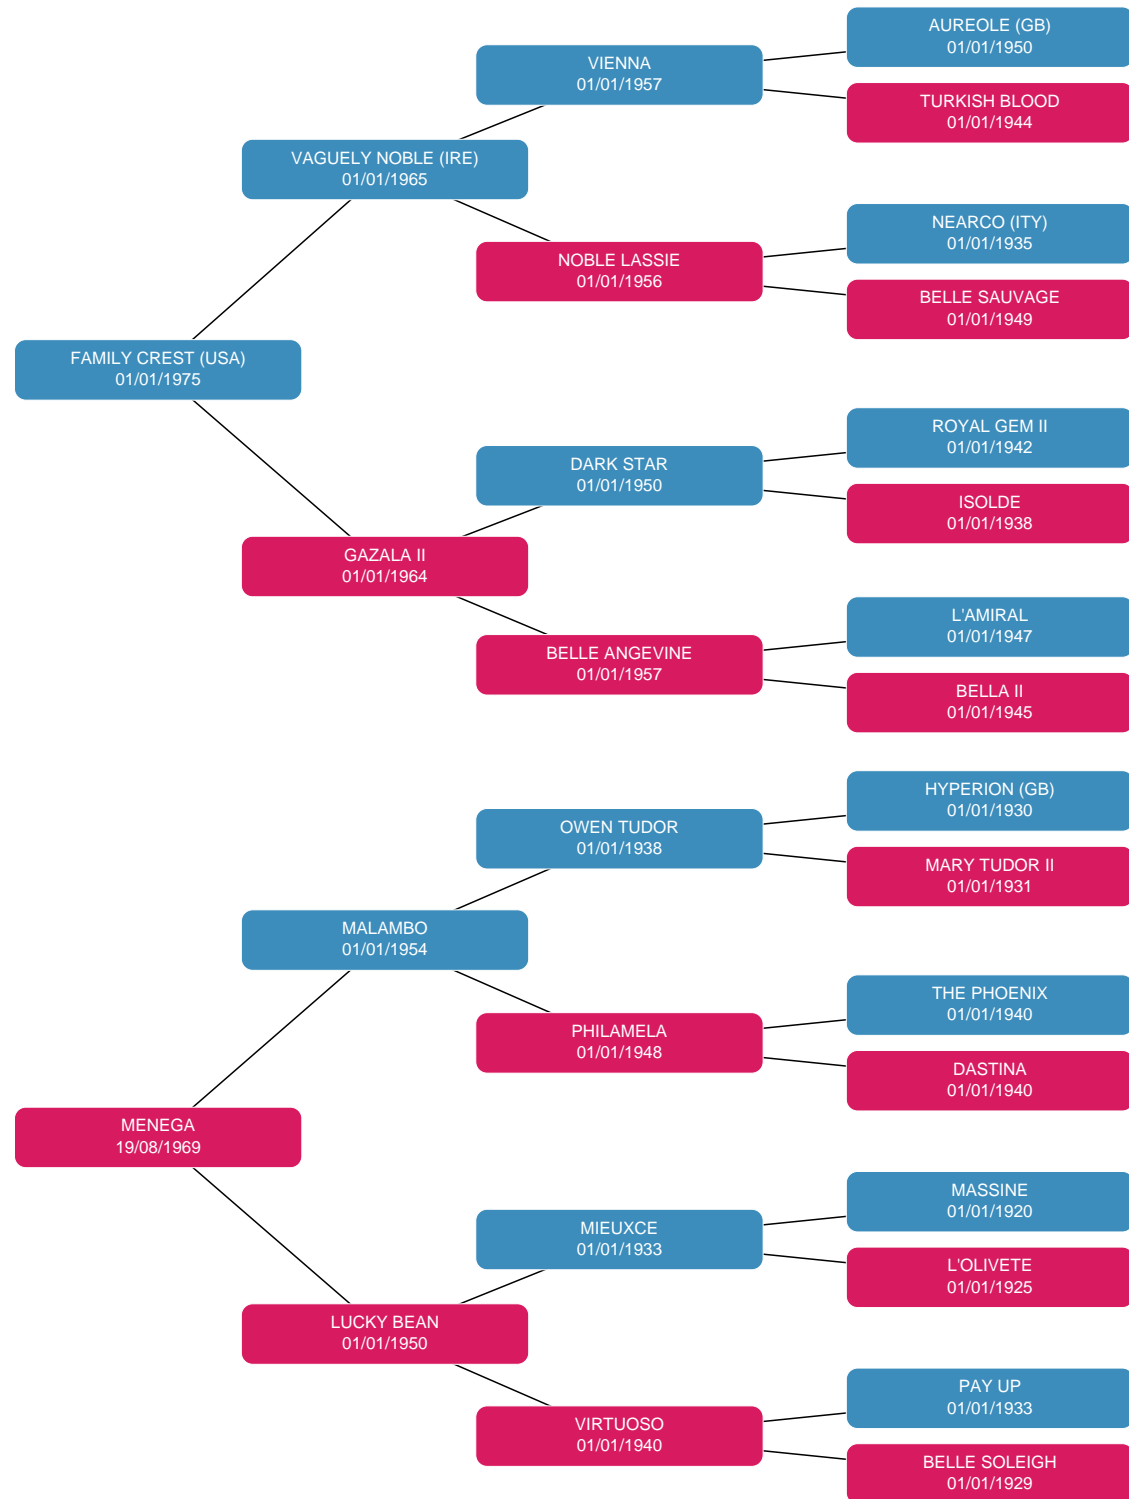 AUREOLE (GB)
01/01/1950
VIENNA
01/01/1957
TURKISH BLOOD
01/01/1944
VAGUELY NOBLE (IRE)
01/01/1965
NEARCO (ITY)
01/01/1935
NOBLE LASSIE
01/01/1956
BELLE SAUVAGE
01/01/1949
FAMILY CREST (USA)
01/01/1975
ROYAL GEM II
01/01/1942
DARK STAR
01/01/1950
ISOLDE
01/01/1938
GAZALA II
01/01/1964
L'AMIRAL
01/01/1947
BELLE ANGEVINE
01/01/1957
BELLA II
01/01/1945
HYPERION (GB)
01/01/1930
OWEN TUDOR
01/01/1938
MARY TUDOR II
01/01/1931
MALAMBO
01/01/1954
THE PHOENIX
01/01/1940
PHILAMELA
01/01/1948
DASTINA
01/01/1940
MENEGA
19/08/1969
MASSINE
01/01/1920
MIEUXCE
01/01/1933
L'OLIVETE
01/01/1925
LUCKY BEAN
01/01/1950
PAY UP
01/01/1933
VIRTUOSO
01/01/1940
BELLE SOLEIGH
01/01/1929